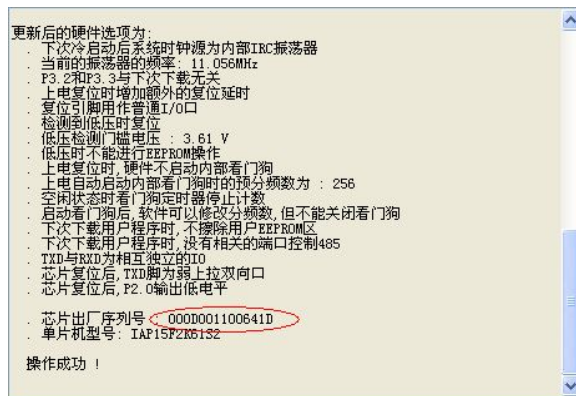 更新后的硬件选项为:
. 下次冷启动后系统时钟源为内部IRC振荡器
. 当前的振荡器的频率: 11.056MHz
. P3.2和P3.3与下次下载无关
. 上电复位时增加额外的复位延时
. 复位引脚用作普通I/O口
. 检测到低压时复位
. 低压检测门槛电压 : 3.61 V
. 低压时不能进行EEPROM操作
. 上电复位时,硬件不启动内部看门狗
. 上电自动启动内部看门狗时的预分频数为 : 256
. 空闲状态时看门狗定时器停止计数
. 启动看门狗后,软件可以修改分频数,但不能关闭看门狗
. 下次下载用户程序时,不擦除用户EEPROM区
. 下次下载用户程序时,没有相关的端口控制485
. TXD与RXD为相互独立的IO
. 芯片复位后,TXD脚为弱上拉双向口
. 芯片复位后,P2.0输出低电平
. 芯片出厂序列号 : 000D001100641D
. 单片机型号: IAP15F2K61S2
操作成功 !